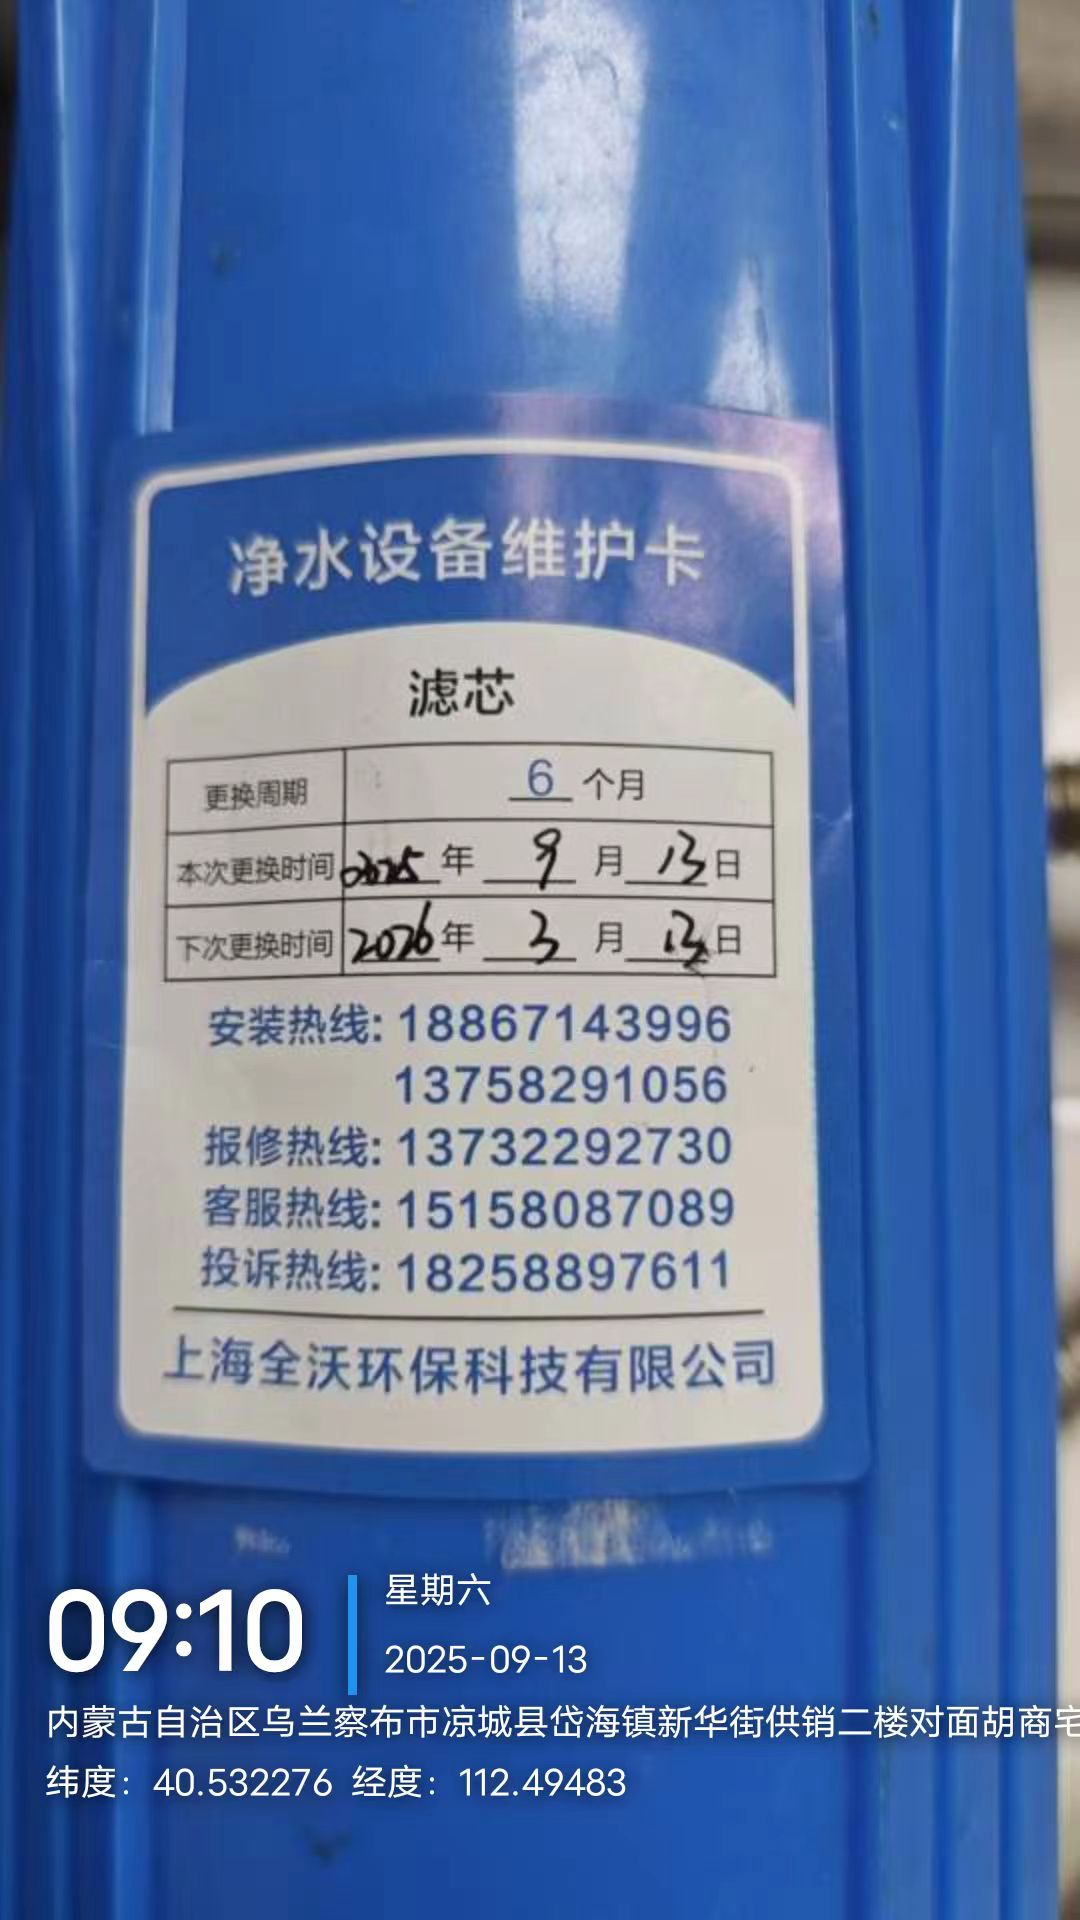 净水设备维护卡
滤芯
更换周期 6 个月
本次更换时间 2025 年 9 月 13 日
下次更换时间 2026 年 3 月 13 日
安装热线: 18867143996
13758291056
报修热线: 13732292730
客服热线: 15158087089
投诉热线: 18258897611
上海全沃环保科技有限公司
09:10
星期六
2025-09-13
内蒙古自治区乌兰察布市凉城县岱海镇新华街供销二楼对面胡商宅
纬度：40.532276 经度：112.49483